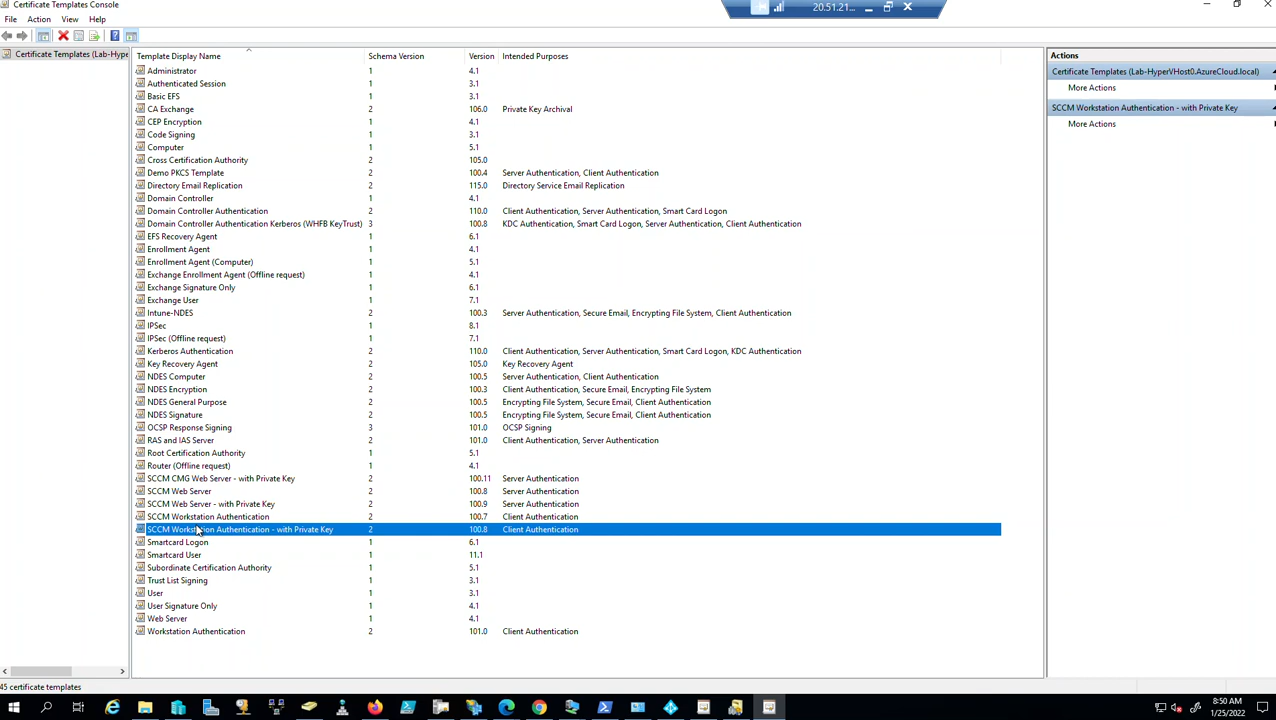 Certificate Templates Console
20.51.21...
File Action View Help
Certificate Templates (Lab-Hype
Template Display Name Schema Version Version Intended Purposes
Administrator 1 4.1
Authenticated Session 1 3.1
Basic EFS 1 3.1
CA Exchange 2 106.0 Private Key Archival
CEP Encryption 1 4.1
Code Signing 1 3.1
Computer 1 5.1
Cross Certification Authority 2 105.0
Demo PKCS Template 2 100.4 Server Authentication, Client Authentication
Directory Email Replication 2 115.0 Directory Service Email Replication
Domain Controller 1 4.1
Domain Controller Authentication 2 110.0 Client Authentication, Server Authentication, Smart Card Logon
Domain Controller Authentication Kerberos (WHFB KeyTrust) 3 100.8 KDC Authentication, Smart Card Logon, Server Authentication, Client Authentication
EFS Recovery Agent 1 6.1
Enrollment Agent 1 4.1
Enrollment Agent (Computer) 1 5.1
Exchange Enrollment Agent (Offline request) 1 4.1
Exchange Signature Only 1 6.1
Exchange User 1 7.1
Intune-NDES 2 100.3 Server Authentication, Secure Email, Encrypting File System, Client Authentication
IPSec 1 8.1
IPSec (Offline request) 1 7.1
Kerberos Authentication 2 110.0 Client Authentication, Server Authentication, Smart Card Logon, KDC Authentication
Key Recovery Agent 2 105.0 Key Recovery Agent
NDES Computer 2 100.5 Server Authentication, Client Authentication
NDES Encryption 2 100.3 Client Authentication, Secure Email, Encrypting File System
NDES General Purpose 2 100.5 Encrypting File System, Secure Email, Client Authentication
NDES Signature 2 100.5 Encrypting File System, Secure Email, Client Authentication
OCSP Response Signing 3 101.0 OCSP Signing
RAS and IAS Server 2 101.0 Client Authentication, Server Authentication
Root Certification Authority 1 5.1
Router (Offline request) 1 4.1
SCCM CMG Web Server - with Private Key 2 100.11 Server Authentication
SCCM Web Server 2 100.8 Server Authentication
SCCM Web Server - with Private Key 2 100.9 Server Authentication
SCCM Workstation Authentication 2 100.7 Client Authentication
SCCM Workstation Authentication - with Private Key 2 100.8 Client Authentication
Smartcard Logon 1 6.1
Smartcard User 1 11.1
Subordinate Certification Authority 1 5.1
Trust List Signing 1 3.1
User 1 3.1
User Signature Only 1 4.1
Web Server 1 4.1
Workstation Authentication 2 101.0 Client Authentication
Actions
Certificate Templates (Lab-HyperVHost0.AzureCloud.local)
More Actions
SCCM Workstation Authentication - with Private Key
More Actions
45 certificate templates
8:50 AM
1/25/2022